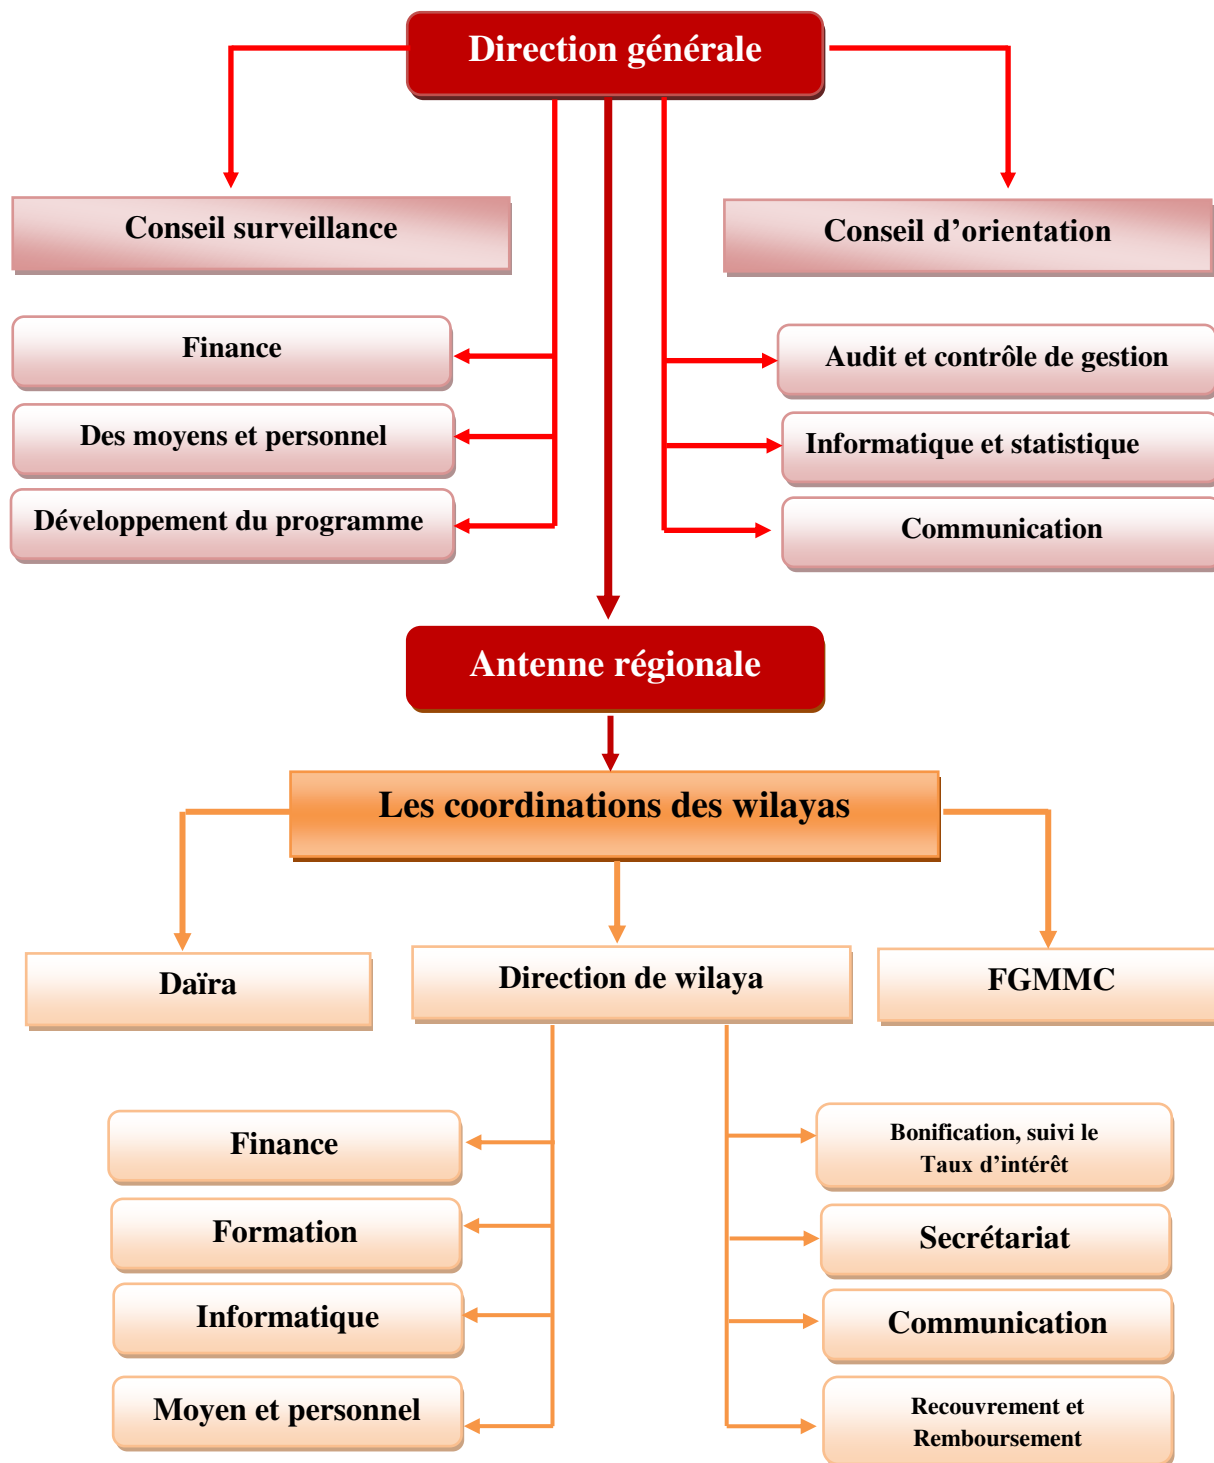 Direction générale
Conseil surveillance
Conseil d’orientation
Finance
Audit et contrôle de gestion
Des moyens et personnel
Informatique et statistique
Développement du programme
Communication
Antenne régionale
Les coordinations des wilayas
Daïra
Direction de wilaya
FGMMC
Finance
Bonification, suivi le
Taux d’intérêt
Formation
Secrétariat
Informatique
Communication
Moyen et personnel
Recouvrement et
Remboursement